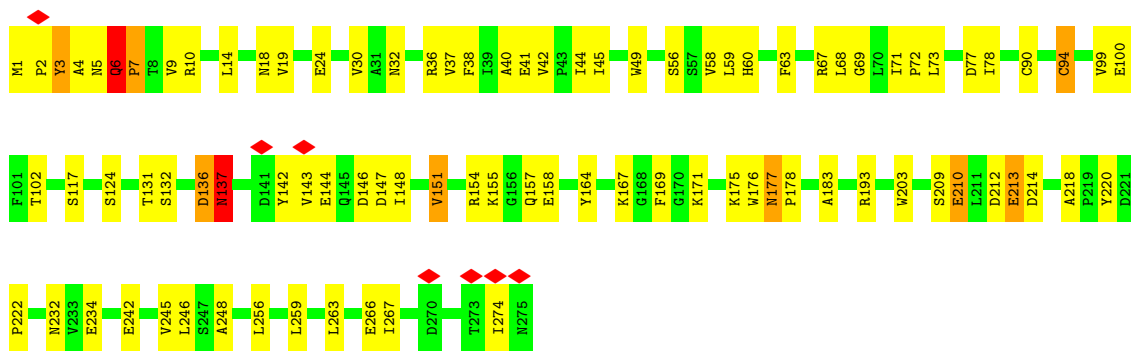 M1 P2 Y3 A4 N5 Q6 P7 T8 V9 R10 L14 N18 V19 E24 V30 A31 N32 R36 V37 F38 I39 A40 E41 V42 P43 I44 I45 W49 S56 S57 V58 L59 H60 F63 R67 L68 G69 L70 I71 P72 L73 D77 I78 C90 C94 V99 E100
F101 T102 S117 S124 T131 S132 D136 N137 D141 Y142 V143 E144 Q145 D146 D147 I148 V151 R154 K155 G156 Q157 E158 Y164 K167 G168 F169 G170 K171 K175 W176 N177 P178 A183 R193 W203 S209 E210 L211 D212 E213 D214 A218 P219 Y220 D221
P222 N232 V233 E234 E242 V245 L246 S247 A248 L256 L259 L263 E266 I267 D270 T273 I274 N275